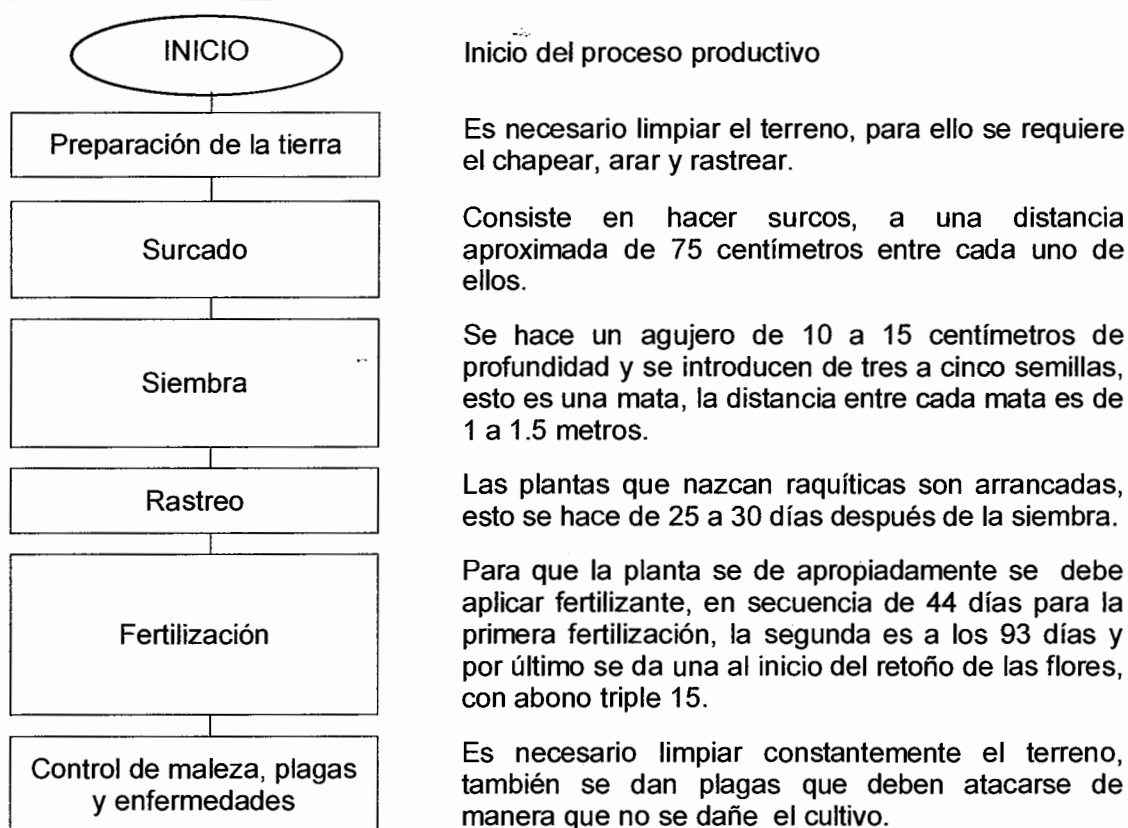 INICIO
Inicio del proceso productivo
Preparación de la tierra
Es necesario limpiar el terreno, para ello se requiere
el chapear, arar y rastrear.
Surcado
Consiste en hacer surcos, a una distancia
aproximada de 75 centímetros entre cada uno de
ellos.
Siembra
Se hace un agujero de 10 a 15 centímetros de
profundidad y se introducen de tres a cinco semillas,
esto es una mata, la distancia entre cada mata es de
1 a 1.5 metros.
Rastreo
Las plantas que nazcan raquíticas son arrancadas,
esto se hace de 25 a 30 días después de la siembra.
Fertilización
Para que la planta se de apropiadamente se debe
aplicar fertilizante, en secuencia de 44 días para la
primera fertilización, la segunda es a los 93 días y
por último se da una al inicio del retoño de las flores,
con abono triple 15.
Control de maleza, plagas
y enfermedades
Es necesario limpiar constantemente el terreno,
también se dan plagas que deben atacarse de
manera que no se dañe el cultivo.